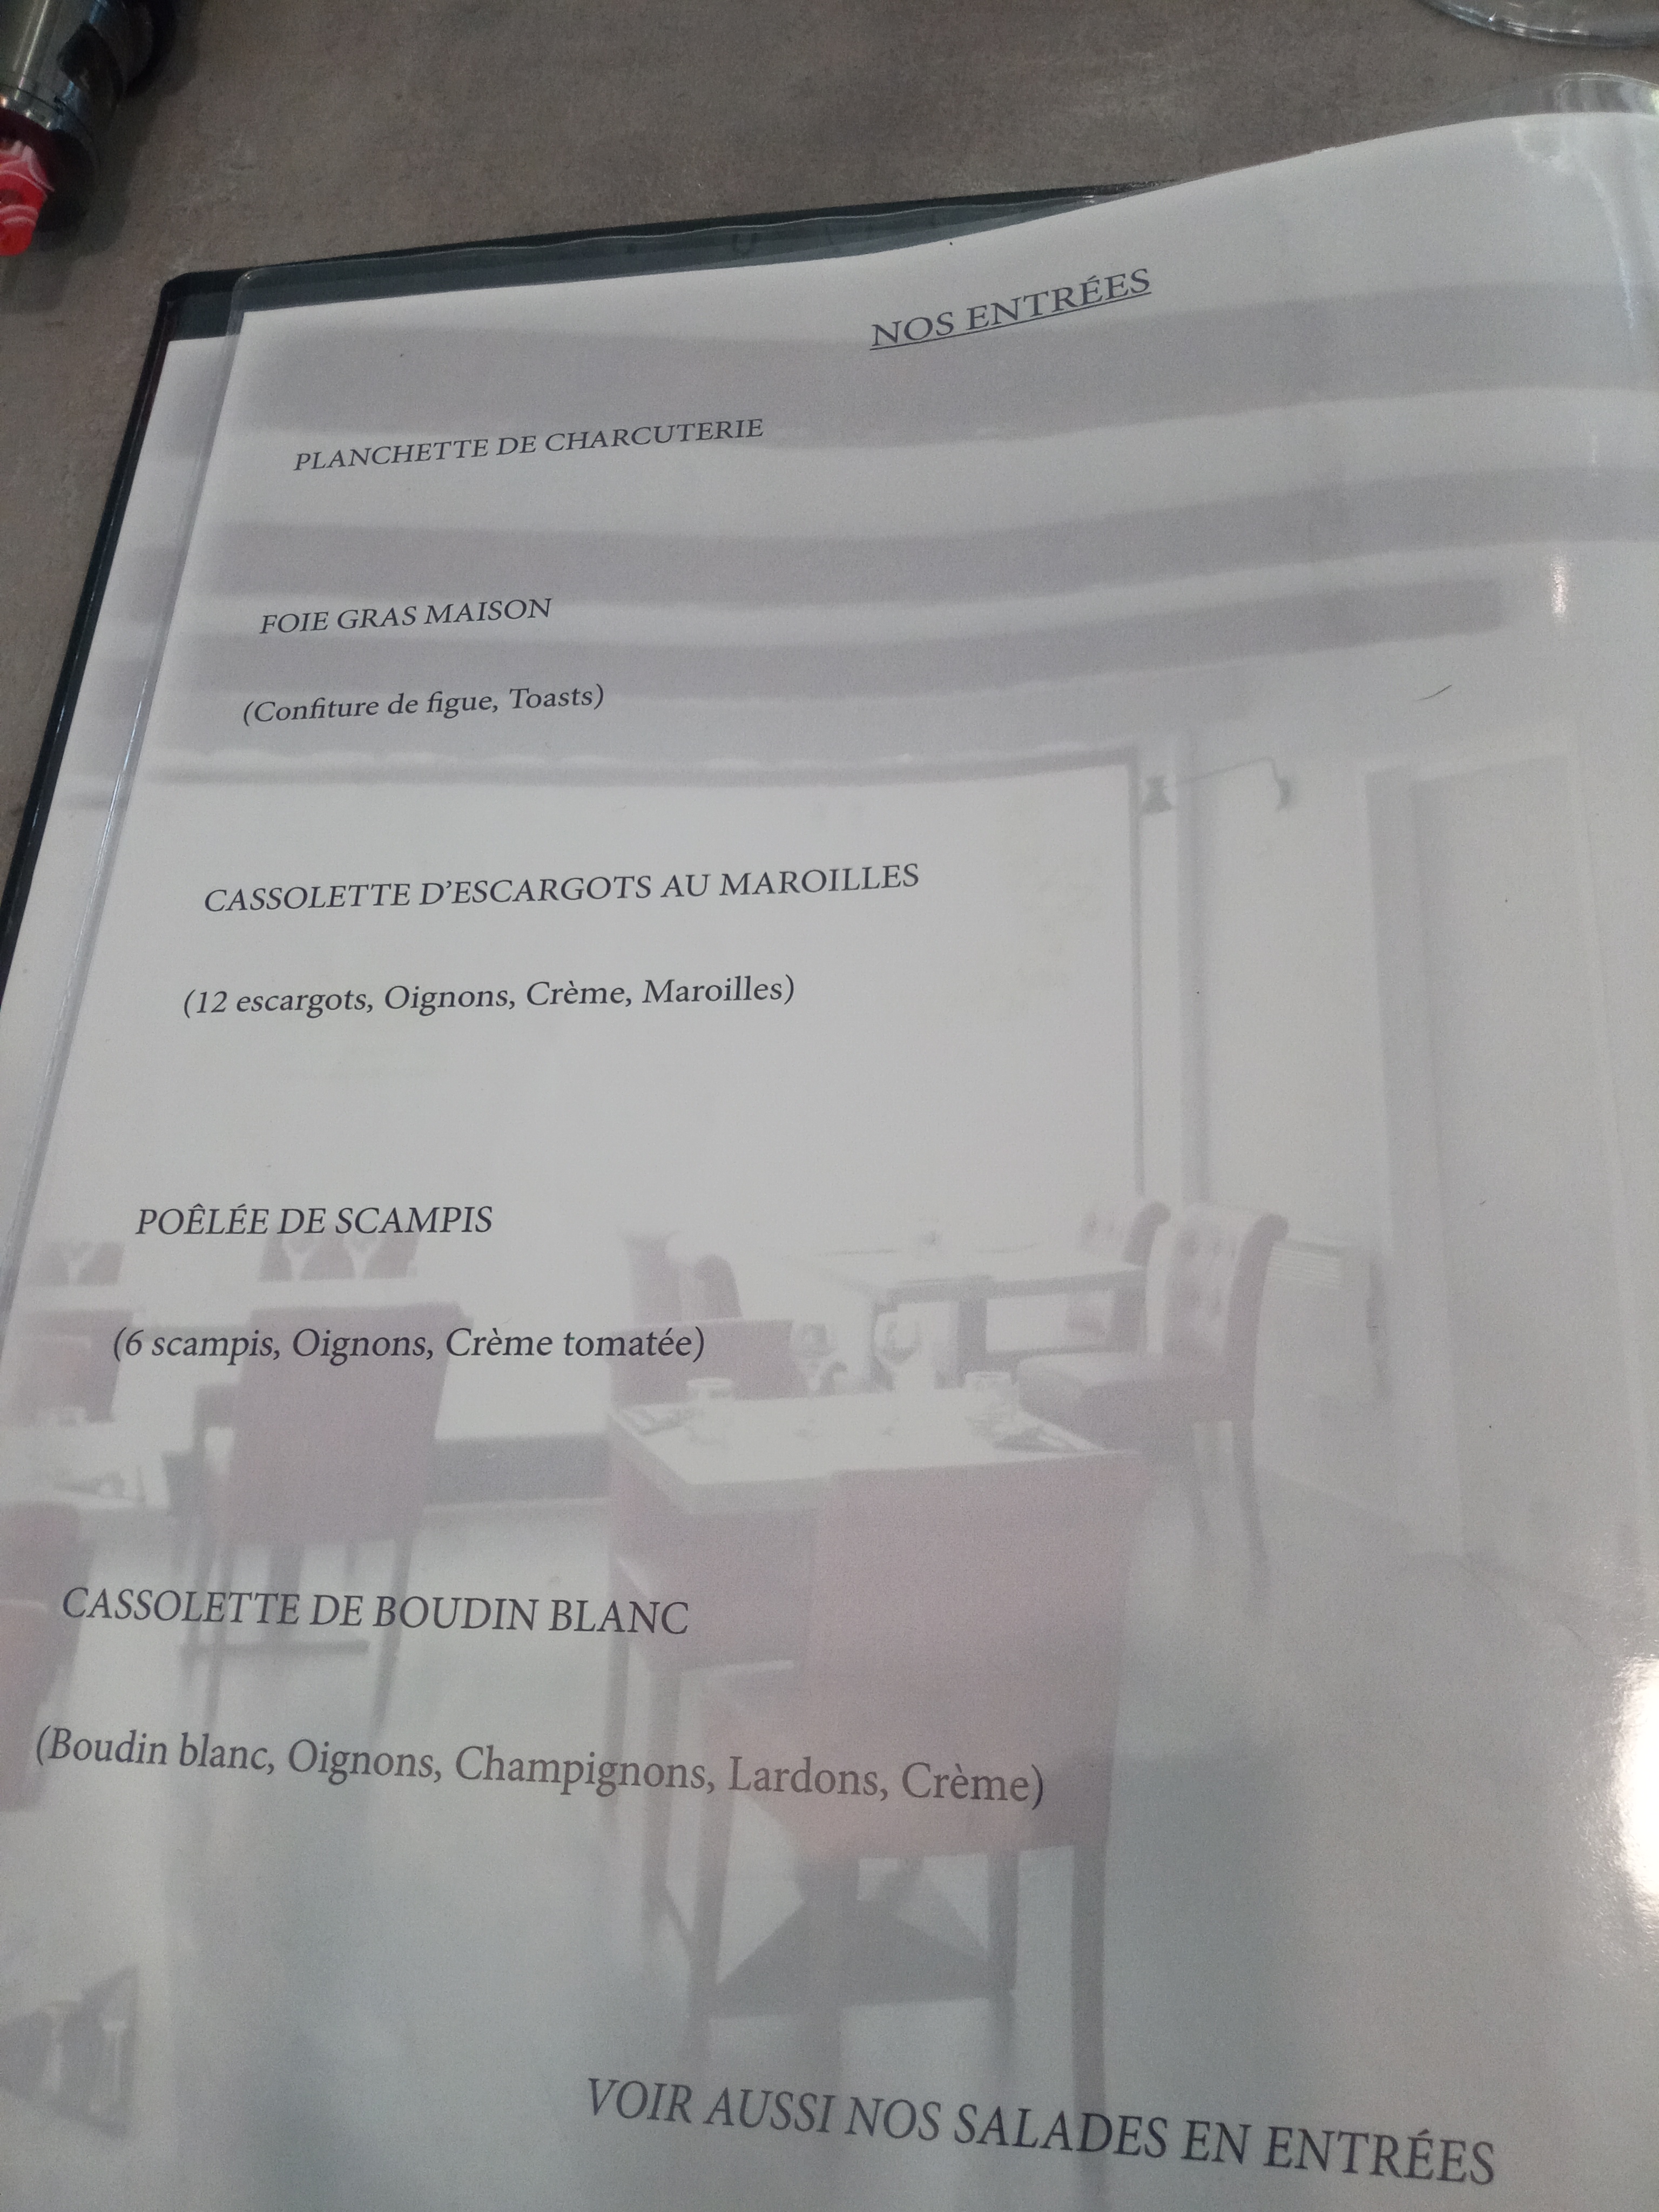 NOS ENTRÉES
PLANCHETTE DE CHARCUTERIE
FOIE GRAS MAISON
(Confiture de figue, Toasts)
CASSOLETTE D'ESCARGOTS AU MAROILLES
(12 escargots, Oignons, Crème, Maroilles)
POÊLÉE DE SCAMPIS
(6 scampis, Oignons, Crème tomatée)
CASSOLETTE DE BOUDIN BLANC
(Boudin blanc, Oignons, Champignons, Lardons, Crème)
VOIR AUSSI NOS SALADES EN ENTRÉES